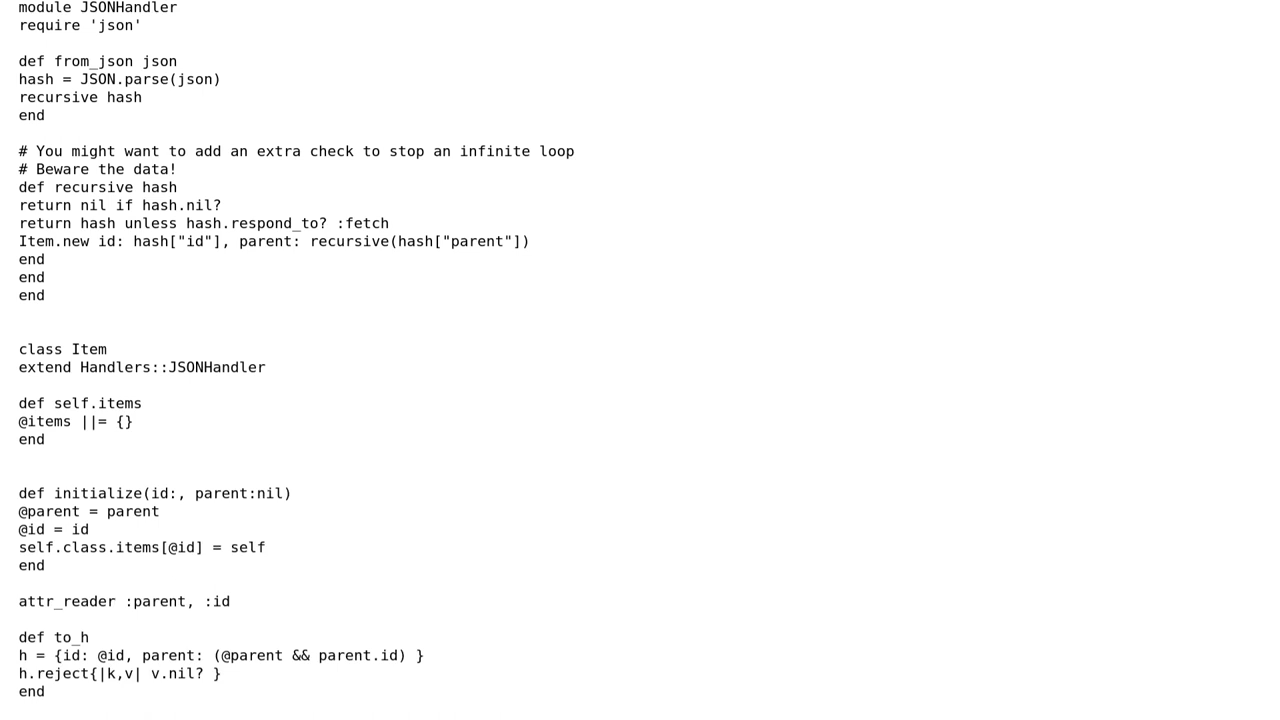 module JSONHandler
require 'json'

def from_json json
hash = JSON.parse(json)
recursive hash
end

# You might want to add an extra check to stop an infinite loop
# Beware the data!
def recursive hash
return nil if hash.nil?
return hash unless hash.respond_to? :fetch
Item.new id: hash["id"], parent: recursive(hash["parent"])
end
end
end


class Item
extend Handlers::JSONHandler

def self.items
@items ||= {}
end


def initialize(id:, parent:nil)
@parent = parent
@id = id
self.class.items[@id] = self
end

attr_reader :parent, :id

def to_h
h = {id: @id, parent: (@parent && parent.id) }
h.reject{|k,v| v.nil? }
end